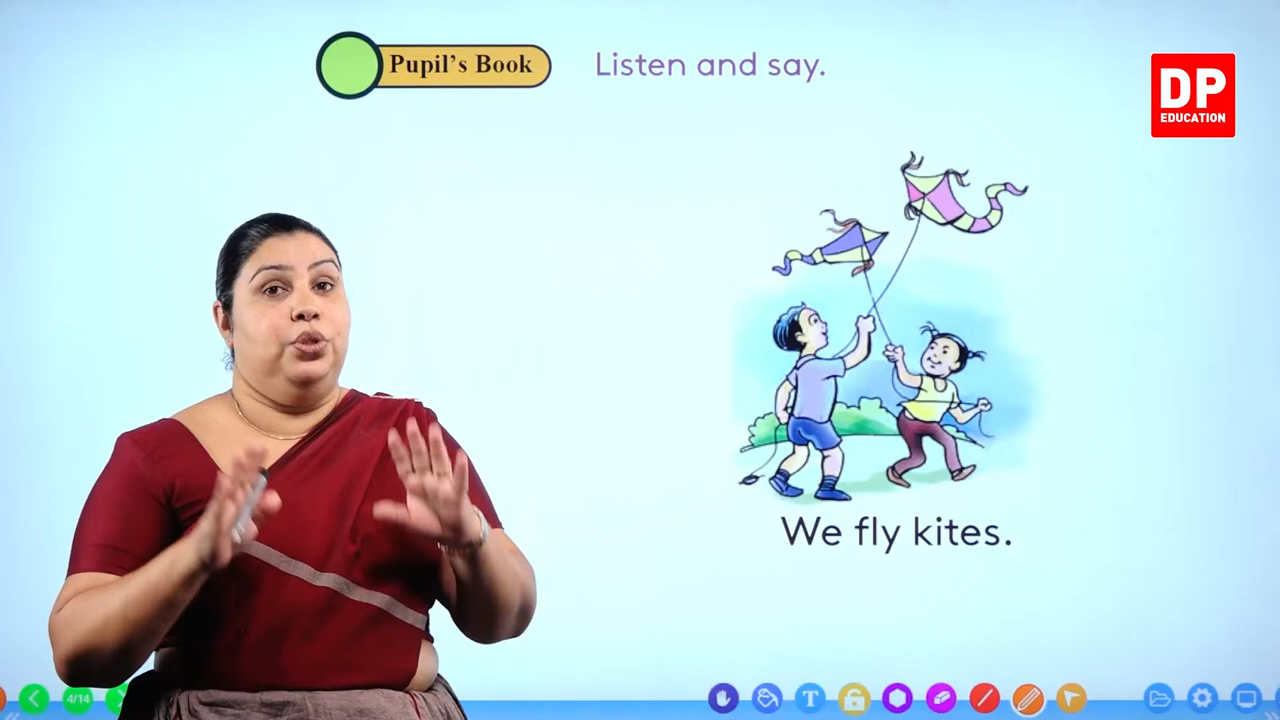 Pupil's Book
Listen and say.
DP
EDUCATION
We fly kites.
4/14
T